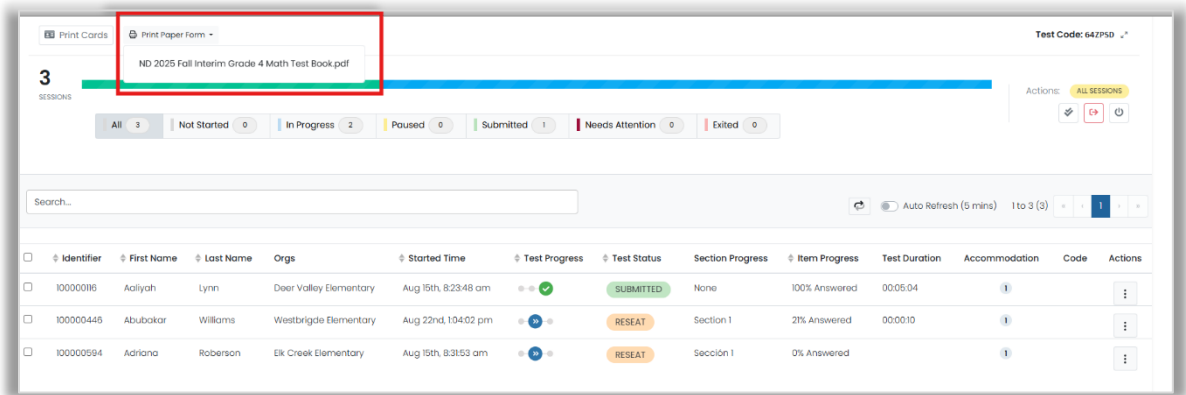 Print Cards Print Paper Form Test Code: 64ZPSD
ND 2025 Fall Interim Grade 4 Math Test Book.pdf
3
SESSIONS
Actions: ALL SESSIONS
All 3 Not Started 0 In Progress 2 Paused 0 Submitted 1 Needs Attention 0 Exited 0
Search...
Auto Refresh (5 mins) 1 to 3 (3) « ‹ 1 › »
Identifier First Name Last Name Orgs Started Time Test Progress Test Status Section Progress Item Progress Test Duration Accommodation Code Actions
100000116 Aaliyah Lynn Deer Valley Elementary Aug 15th, 8:23:48 am SUBMITTED None 100% Answered 00:05:04 1
100000446 Abubakar Williams Westbrigde Elementary Aug 22nd, 1:04:02 pm RESEAT Section 1 21% Answered 00:00:10 1
100000594 Adriana Roberson Elk Creek Elementary Aug 15th, 8:31:53 am RESEAT Sección 1 0% Answered 1